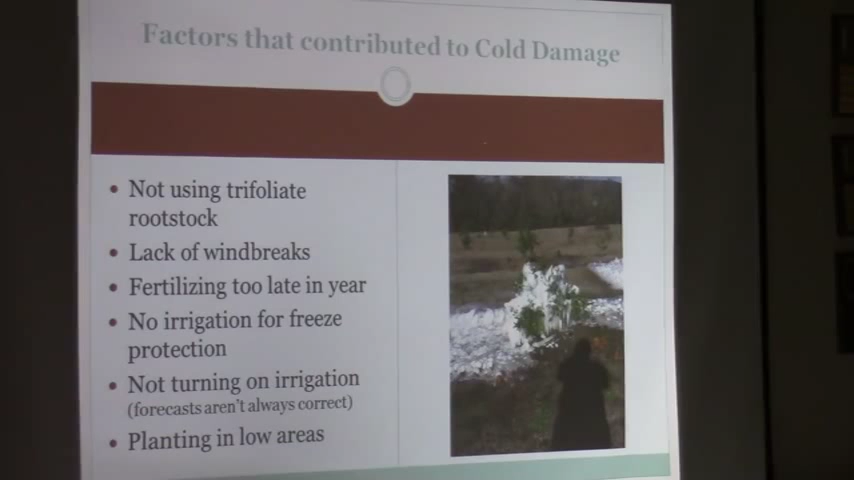 Factors that contributed to Cold Damage
• Not using trifoliate
rootstock
• Lack of windbreaks
• Fertilizing too late in year
• No irrigation for freeze
protection
• Not turning on irrigation
(forecasts aren't always correct)
• Planting in low areas